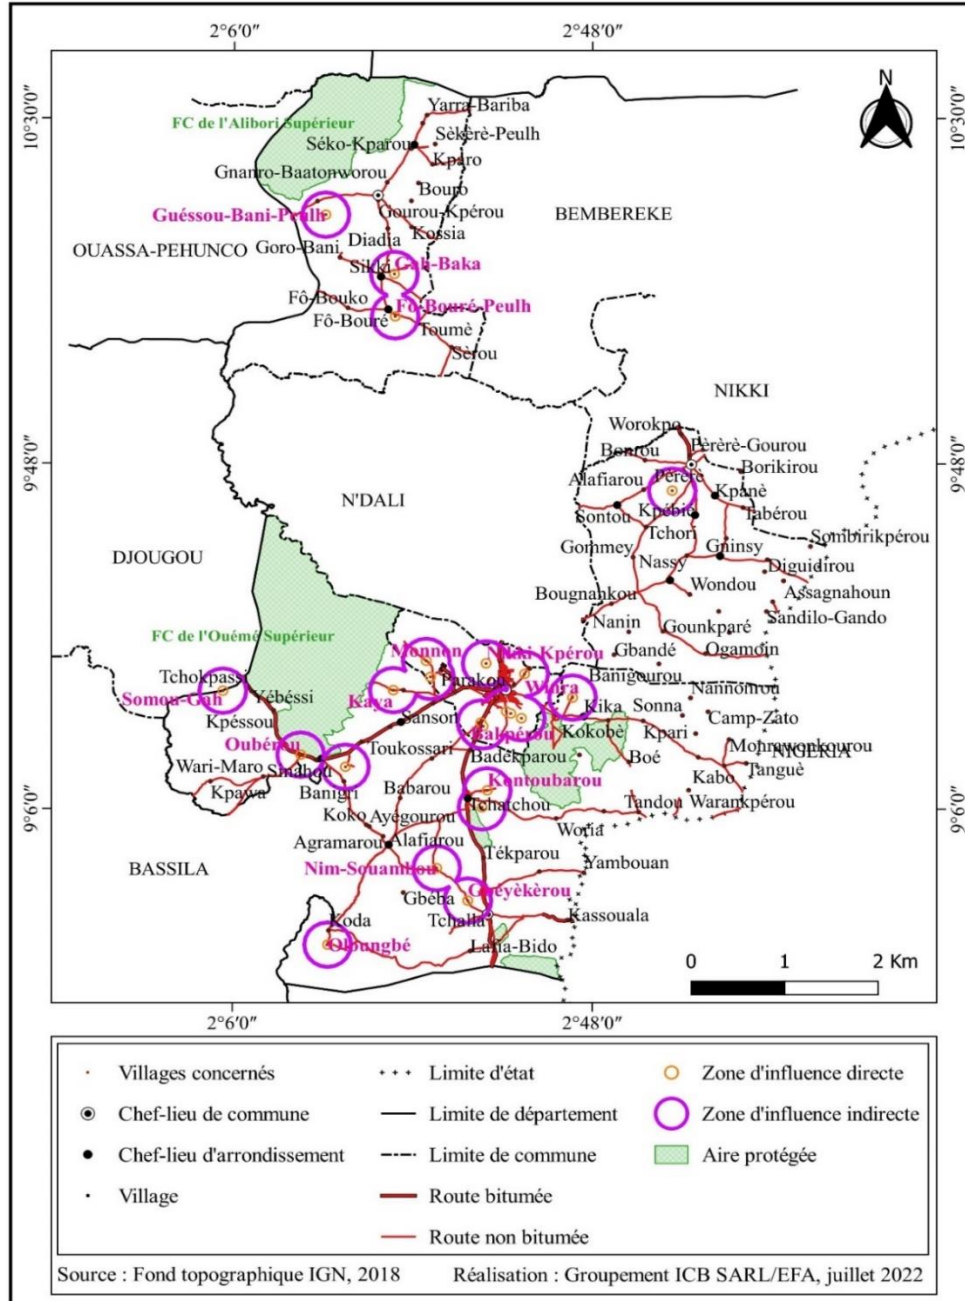 2°6′0″ 2°48′0″
N
10°30′0″ 10°30′0″
Yarra-Bariba
FC de l'Alibori Supérieur
Sèkèrè-Peulh
Séko-Kparou
Kparo
Gnanro-Baatonworou
Bouro
Guéssou-Bani-Peulh
Gourou-Kpérou
BEMBEREKE
Diadia
Kossia
OUASSA-PEHUNCO
Goro-Bani
Sikki
Gah-Baka
Fô-Bouko
Fô-Bouré-Peulh
Fô-Bouré
Toumè
Sèrou
NIKKI
Worokpo
Pèrèrè-Gourou
Bonrou
9°48′0″ 9°48′0″
Borikirou
Alafiarou
Pèrèrè
Kpanè
N'DALI
Sontou
Kpébié
Tabérou
Tchori
Sombirikpérou
DJOUGOU
Gommey
Nassy
Gninsy
Diguidirou
Wondou
Assagnahoun
Bougnankou
Sandilo-Gando
FC de l'Ouémé Supérieur
Nanin
Gounkparé
Monnon
Nikki Kpérou
Gbandé
Ogamoin
Tchokpassi
Parakou
Banigourou
Somou-Gah
Yébéssi
Kaya
Wiara
Nannonrou
Kpéssou
Sanson
Kika
Sonna
Camp-Zato
Oubérou
Bakpérou
Kokobè
Kpari
Toukossari
Monrawonkourou
Wari-Maro
Sinahou
Badékparou
Boé
NIGERIA
Tanguè
Kpawa
Banigri
Babarou
Kontoubarou
Kabo
9°6′0″ 9°6′0″
Koko
Ayégourou
Tchatchou
Tandou
Warankpérou
Agramarou
Alafiarou
Woria
BASSILA
Nim-Souambou
Tékparou
Yambouan
Gbéba
Gbéyèkèrou
Koda
Tchalla
Kassouala
Oloungbé
Lafia-Bido
0 1 2 Km
2°6′0″ 2°48′0″
Villages concernés
Limite d'état
Zone d'influence directe
Chef-lieu de commune
Limite de département
Zone d'influence indirecte
Chef-lieu d'arrondissement
Limite de commune
Aire protégée
Village
Route bitumée
Route non bitumée
Source : Fond topographique IGN, 2018 Réalisation : Groupement ICB SARL/EFA, juillet 2022